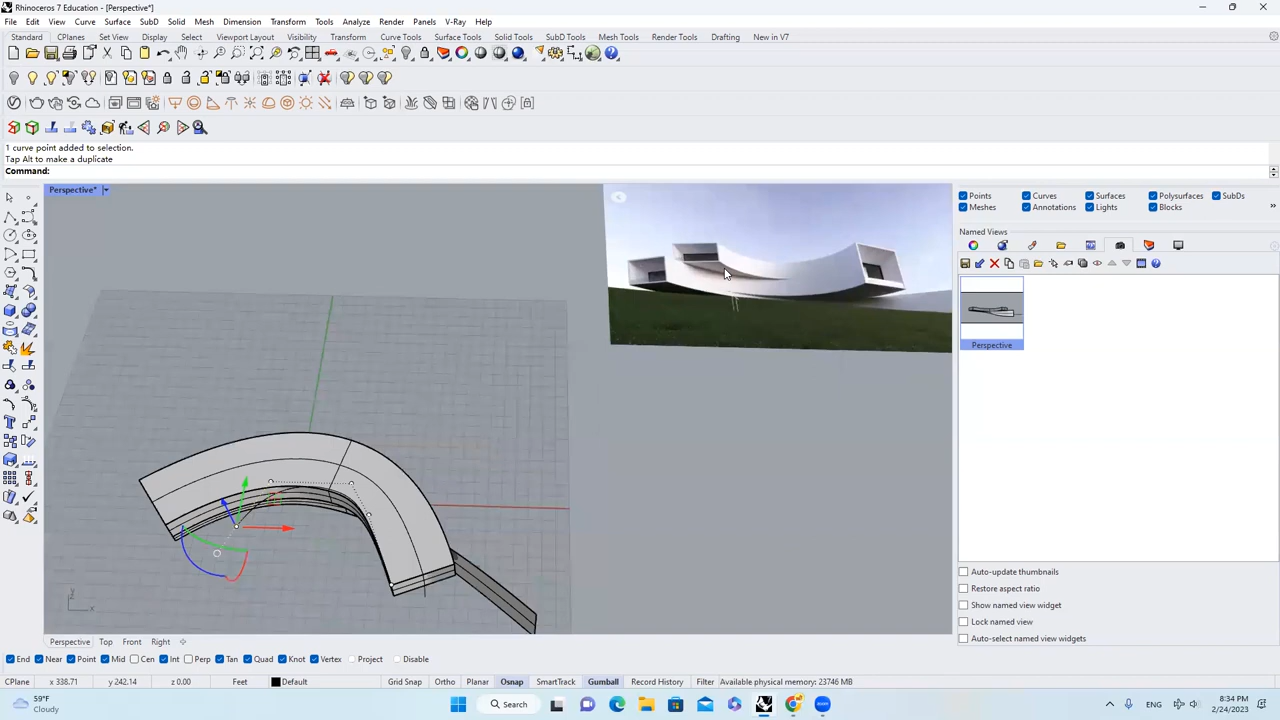 Rhinoceros 7 Education - [Perspective*]
File Edit View Curve Surface SubD Solid Mesh Dimension Transform Tools Analyze Render Panels V-Ray Help
Standard CPlanes Set View Display Select Viewport Layout Visibility Transform Curve Tools Surface Tools Solid Tools SubD Tools Mesh Tools Render Tools Drafting New in V7
1 curve point added to selection.
Tap Alt to make a duplicate
Command:
Perspective*
Points Curves Surfaces Polysurfaces SubDs »
Meshes Annotations Lights Blocks
Named Views
Perspective
Auto-update thumbnails
Restore aspect ratio
Show named view widget
Lock named view
Auto-select named view widgets
z
x
Perspective Top Front Right
End Near Point Mid Cen Int Perp Tan Quad Knot Vertex Project Disable
CPlane x 338.71 y 242.14 z 0.00 Feet Default Grid Snap Ortho Planar Osnap SmartTrack Gumball Record History Filter Available physical memory: 23746 MB
59°F
Cloudy
Search
ENG
8:34 PM
2/24/2023